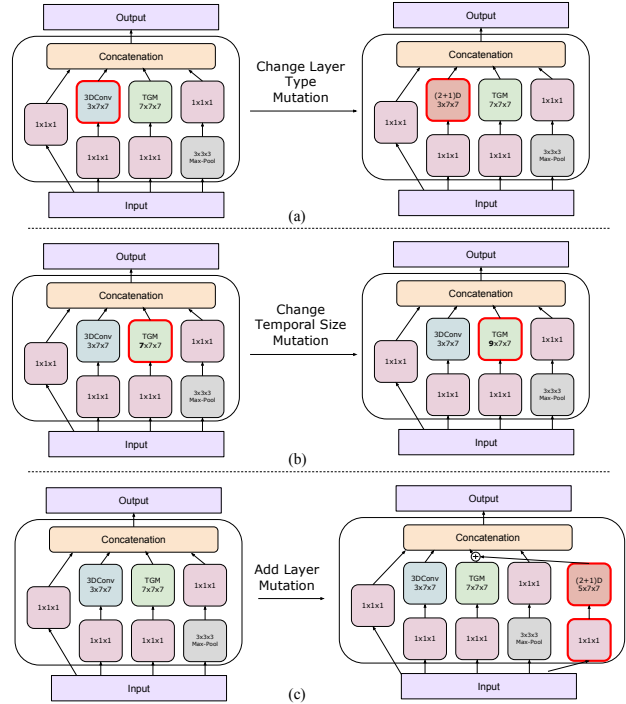 Output
Concatenation
3DConv
3x7x7
TGM
7x7x7
1x1x1
1x1x1
1x1x1
1x1x1
3x3x3
Max-Pool
Input
Change Layer
Type
Mutation
Output
Concatenation
(2+1)D
3x7x7
TGM
7x7x7
1x1x1
1x1x1
1x1x1
1x1x1
3x3x3
Max-Pool
Input
(a)
Output
Concatenation
3DConv
3x7x7
TGM
7x7x7
1x1x1
1x1x1
1x1x1
1x1x1
3x3x3
Max-Pool
Input
Change
Temporal Size
Mutation
Output
Concatenation
3DConv
3x7x7
TGM
9x7x7
1x1x1
1x1x1
1x1x1
1x1x1
3x3x3
Max-Pool
Input
(b)
Output
Concatenation
3DConv
3x7x7
TGM
7x7x7
1x1x1
1x1x1
1x1x1
1x1x1
3x3x3
Max-Pool
Input
Add Layer
Mutation
Output
Concatenation
3DConv
3x7x7
TGM
7x7x7
1x1x1
(2+1)D
5x7x7
1x1x1
1x1x1
1x1x1
3x3x3
Max-Pool
1x1x1
Input
(c)